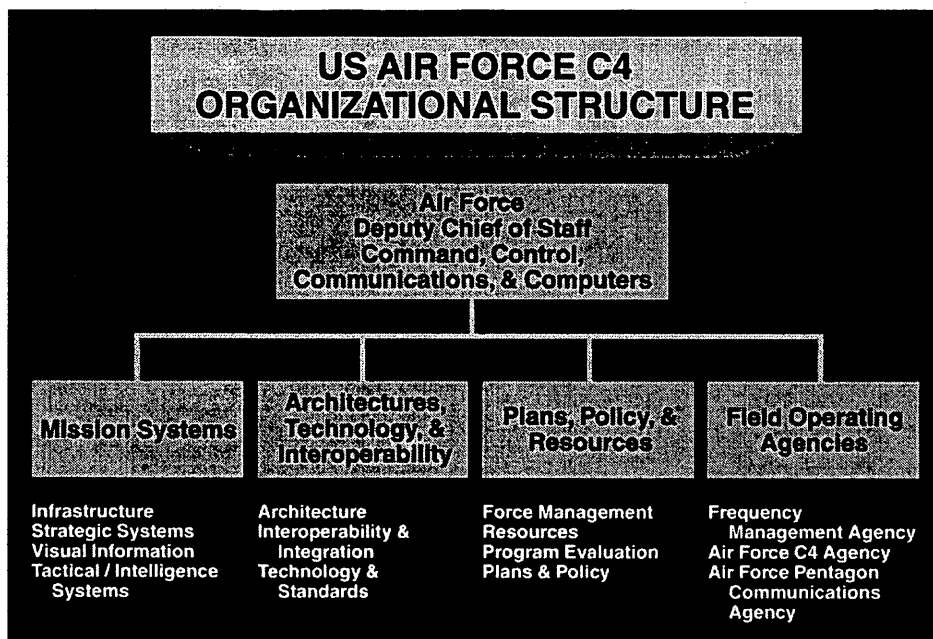 US AIR FORCE C4
ORGANIZATIONAL STRUCTURE
Air Force
Deputy Chief of Staff
Command, Control,
Communications, & Computers
Mission Systems
Architectures,
Technology, &
Interoperability
Plans, Policy, &
Resources
Field Operating
Agencies
Infrastructure
Strategic Systems
Visual Information
Tactical / Intelligence
Systems
Architecture
Interoperability &
Integration
Technology &
Standards
Force Management
Resources
Program Evaluation
Plans & Policy
Frequency
Management Agency
Air Force C4 Agency
Air Force Pentagon
Communications
Agency